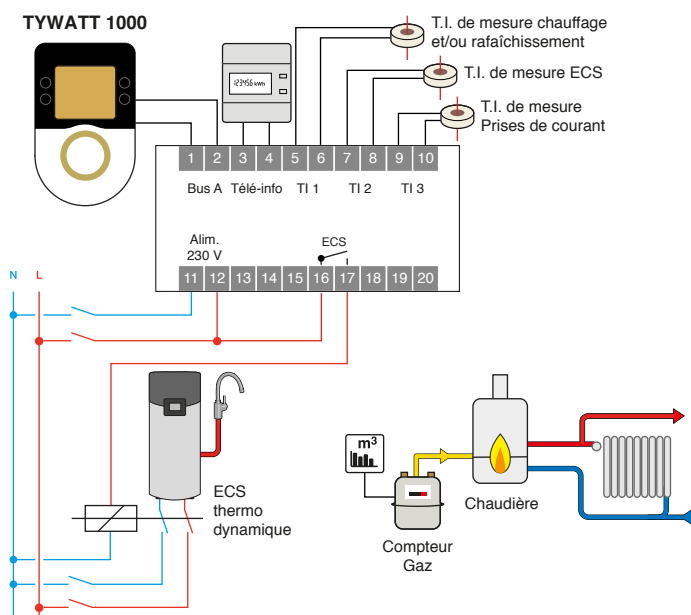 TYWATT 1000
T.I. de mesure chauffage
et/ou rafaîchissement
T.I. de mesure ECS
T.I. de mesure
Prises de courant
123456 kWh
1 2 3 4 5 6 7 8 9 10
Bus A Télé-info TI 1 TI 2 TI 3
Alim.
230 V
ECS
11 12 13 14 15 16 17 18 19 20
N L
ECS
thermo
dynamique
m³
Compteur
Gaz
Chaudière